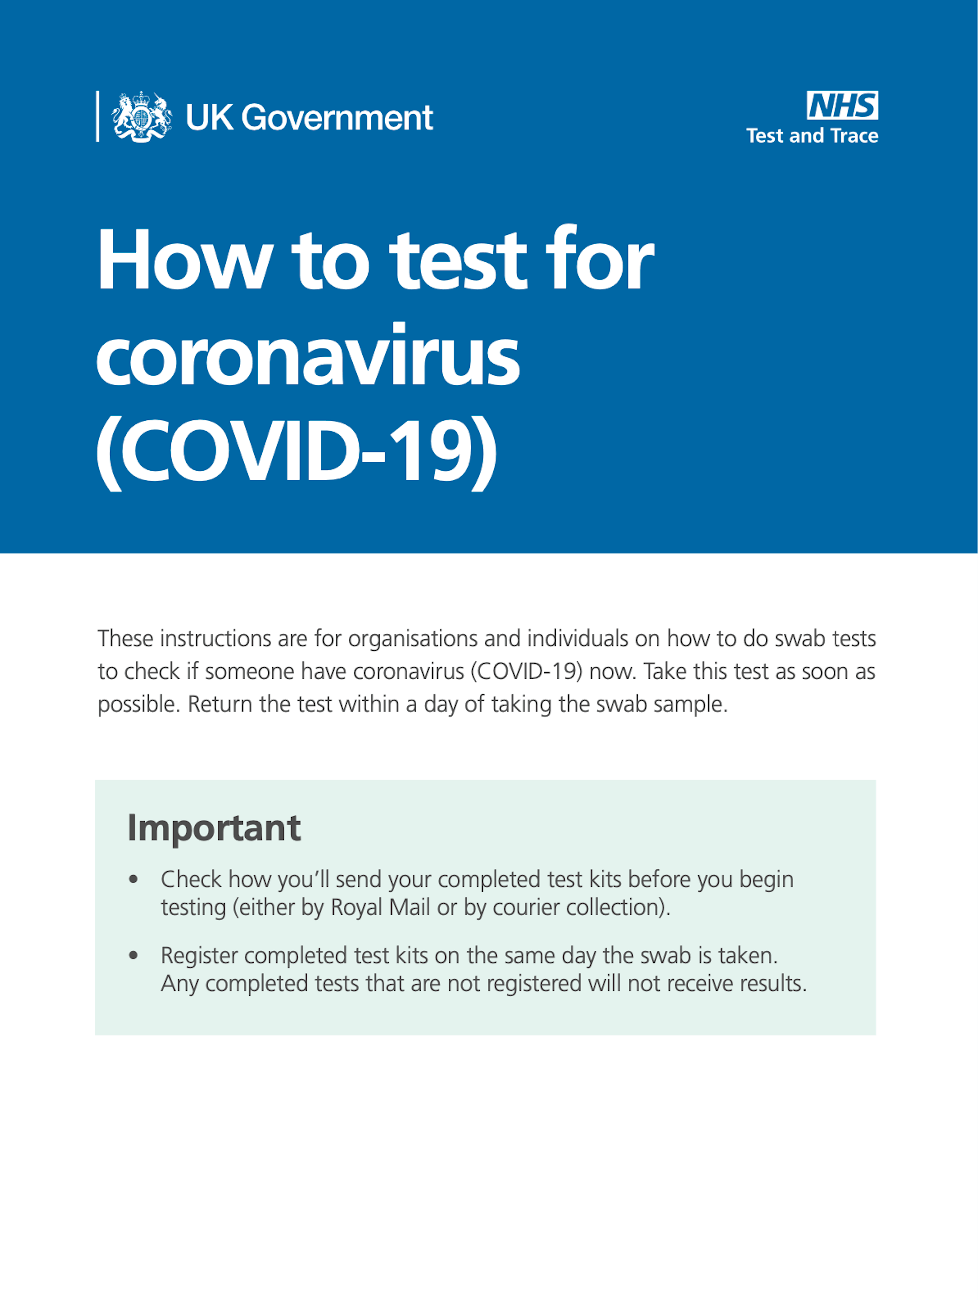 UK Government
NHS
Test and Trace
How to test for
coronavirus
(COVID-19)
These instructions are for organisations and individuals on how to do swab tests
to check if someone have coronavirus (COVID-19) now. Take this test as soon as
possible. Return the test within a day of taking the swab sample.
Important
• Check how you’ll send your completed test kits before you begin
testing (either by Royal Mail or by courier collection).
• Register completed test kits on the same day the swab is taken.
Any completed tests that are not registered will not receive results.